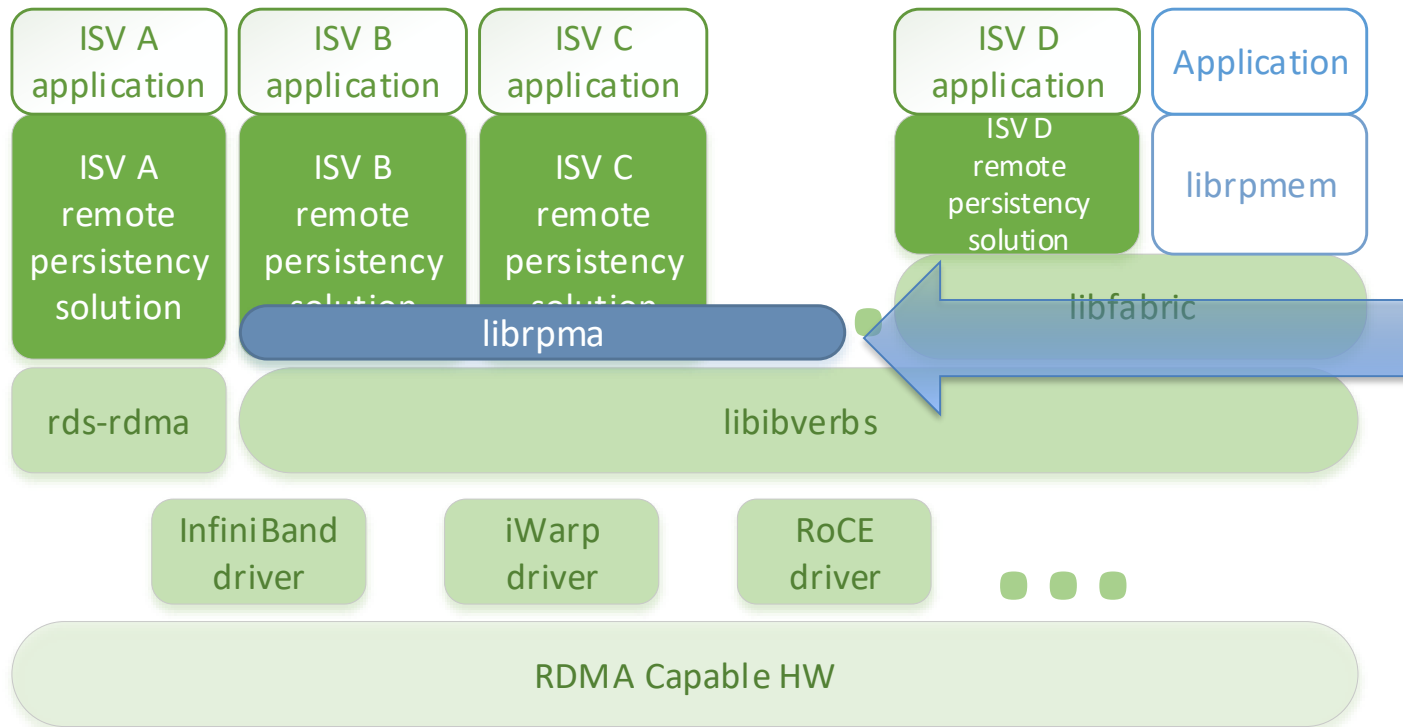 ISV A
application
ISV B
application
ISV C
application
ISV D
application
Application
ISV A
remote
persistency
solution
ISV B
remote
persistency
solution
ISV C
remote
persistency
solution
ISV D
remote
persistency
solution
librpmem
librpma
libfabric
rds-rdma
libibverbs
InfiniBand
driver
iWarp
driver
RoCE
driver
RDMA Capable HW